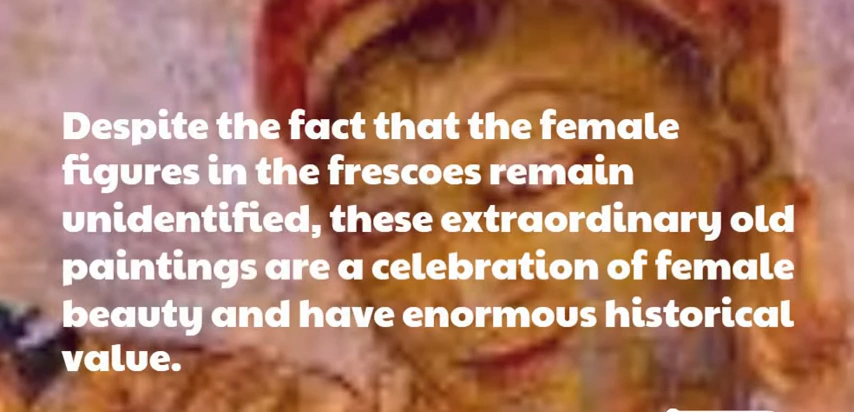 Despite the fact that the female
figures in the frescoes remain
unidentified, these extraordinary old
paintings are a celebration of female
beauty and have enormous historical
value.